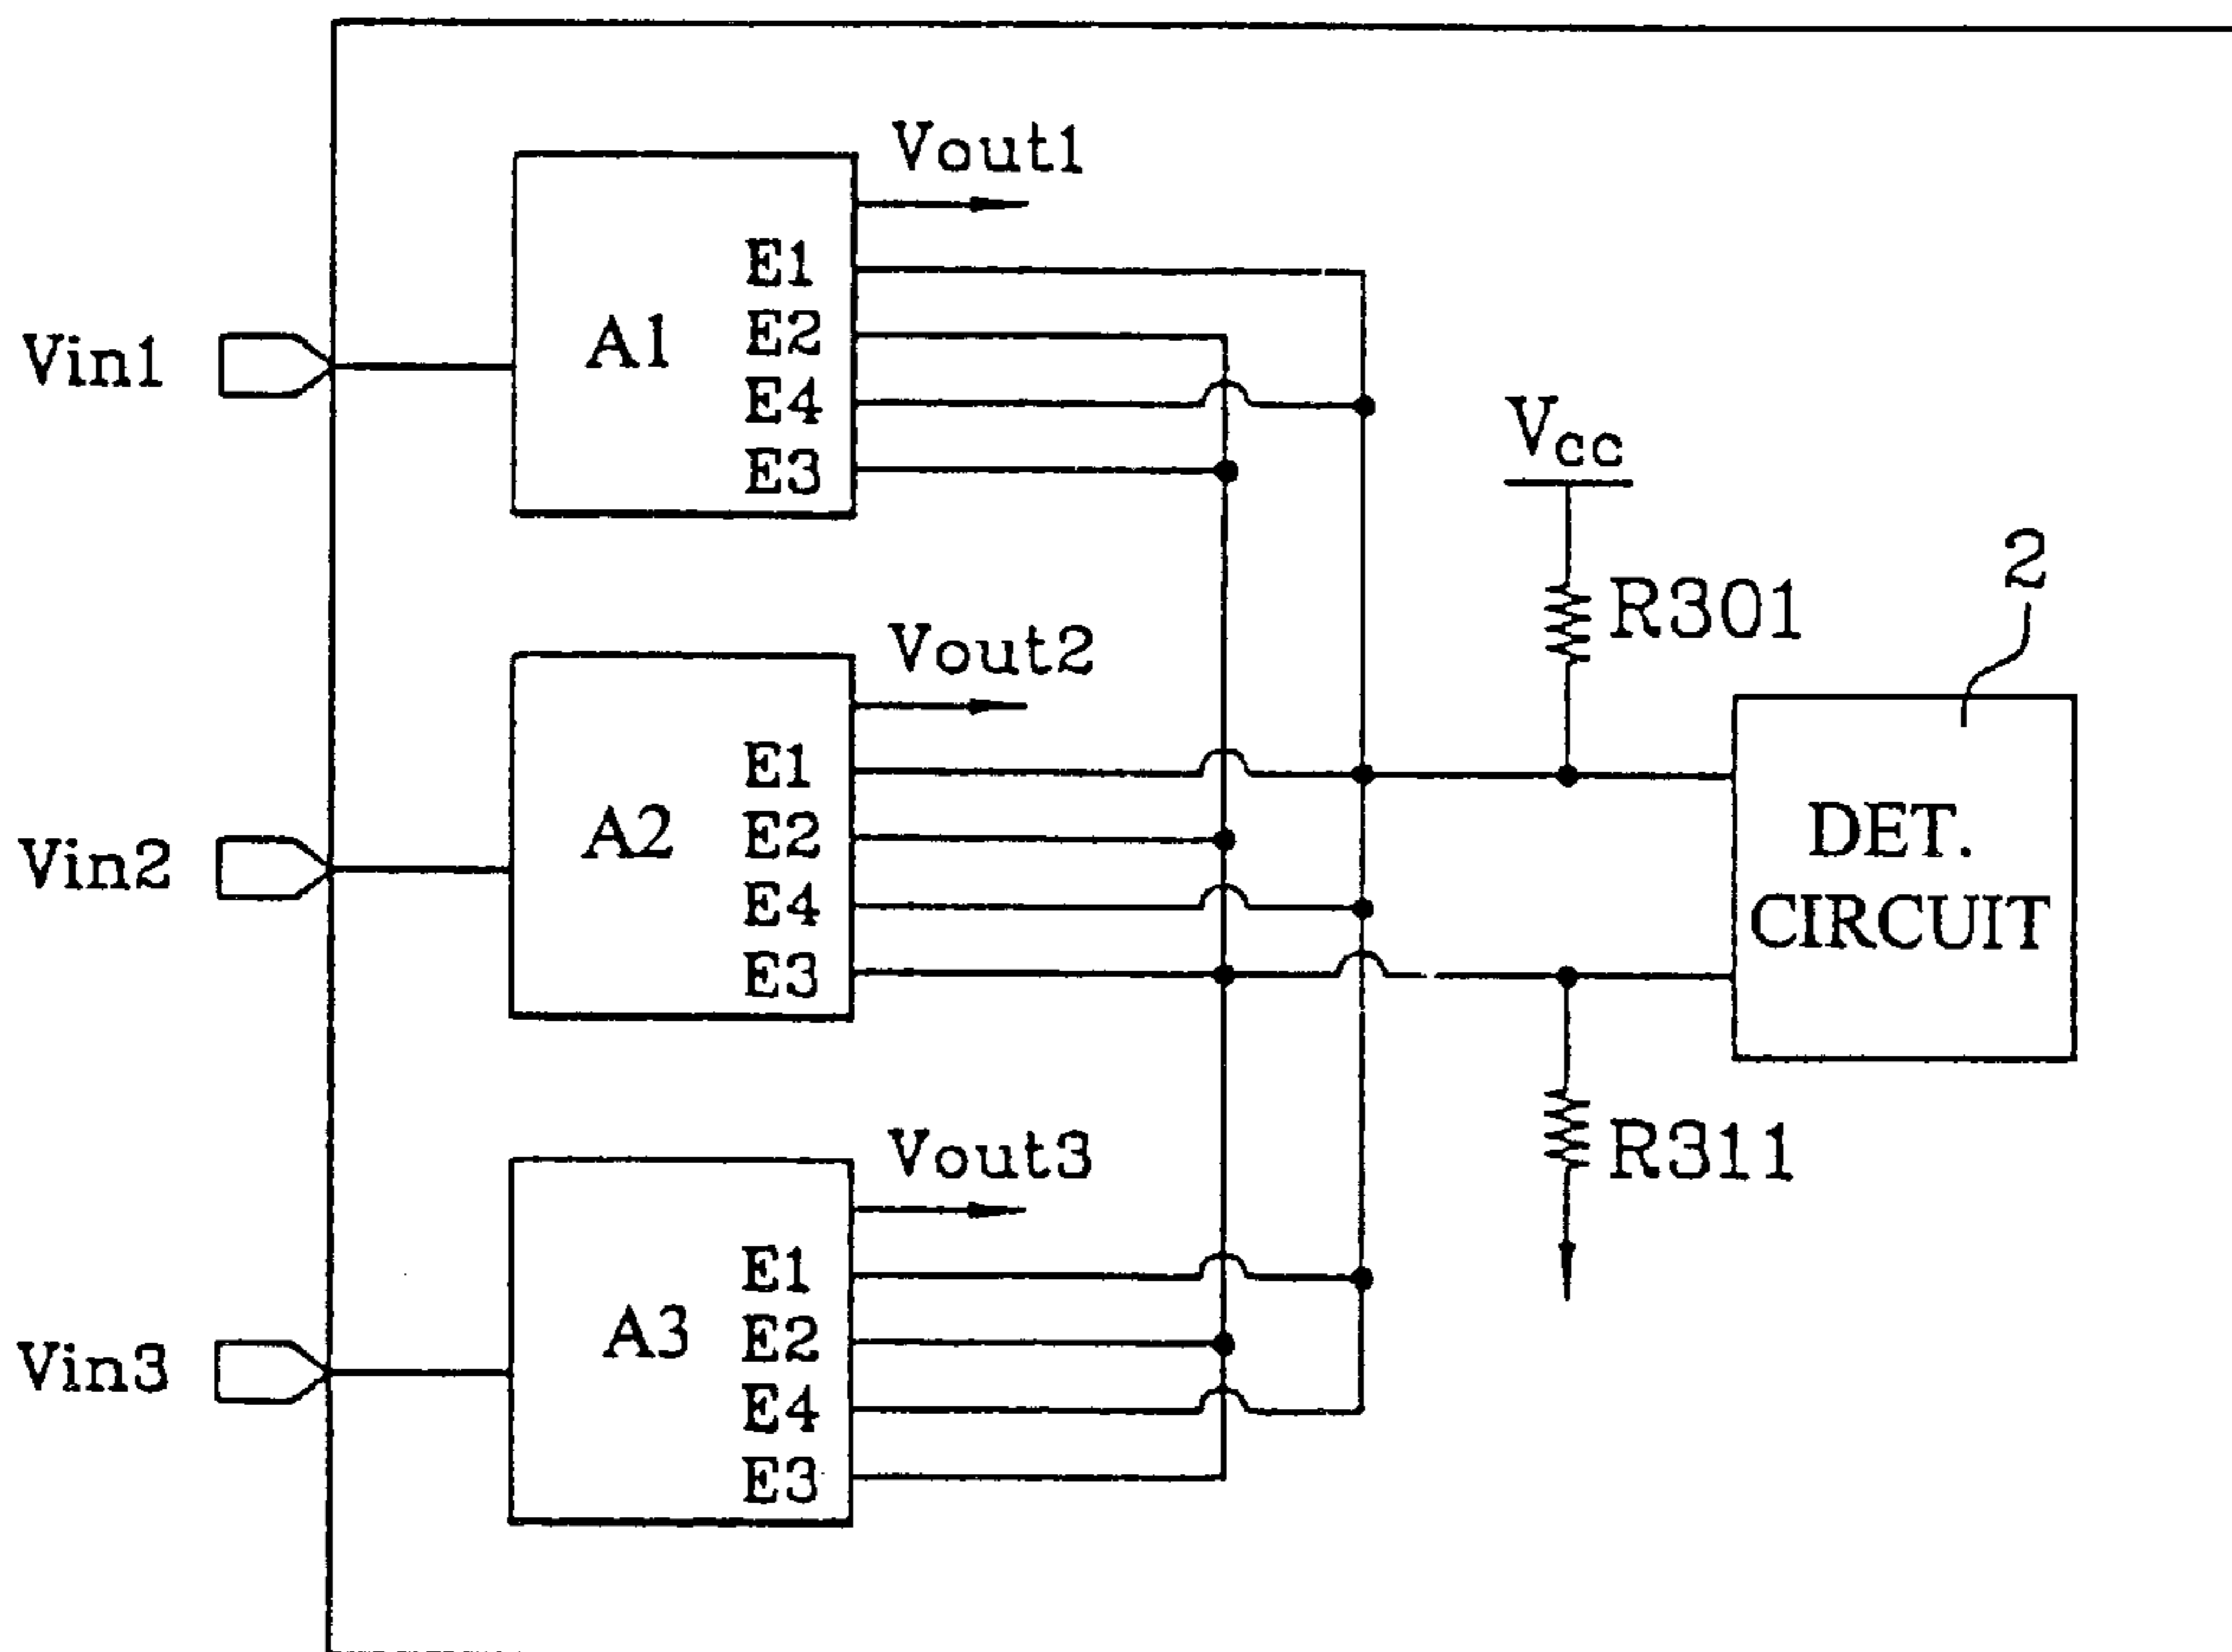 Vout1
E1
Vin1
A1
E2
E4
E3
Vcc
R301
2
Vout2
E1
Vin2
A2
E2
E4
E3
DET.
CIRCUIT
R311
Vout3
E1
Vin3
A3
E2
E4
E3